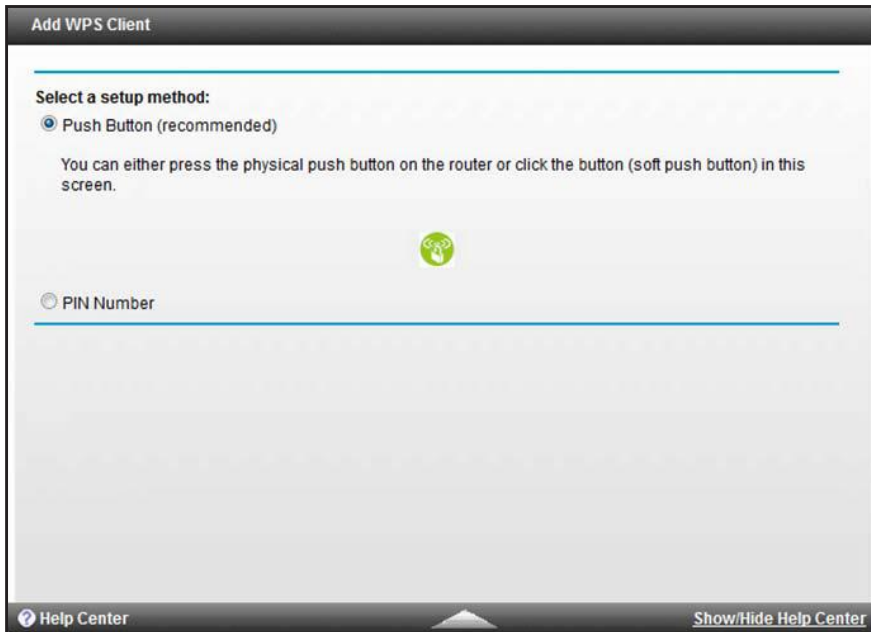 Add WPS Client
Select a setup method:
Push Button (recommended)
You can either press the physical push button on the router or click the button (soft push button) in this
screen.
PIN Number
Help Center
Show/Hide Help Center